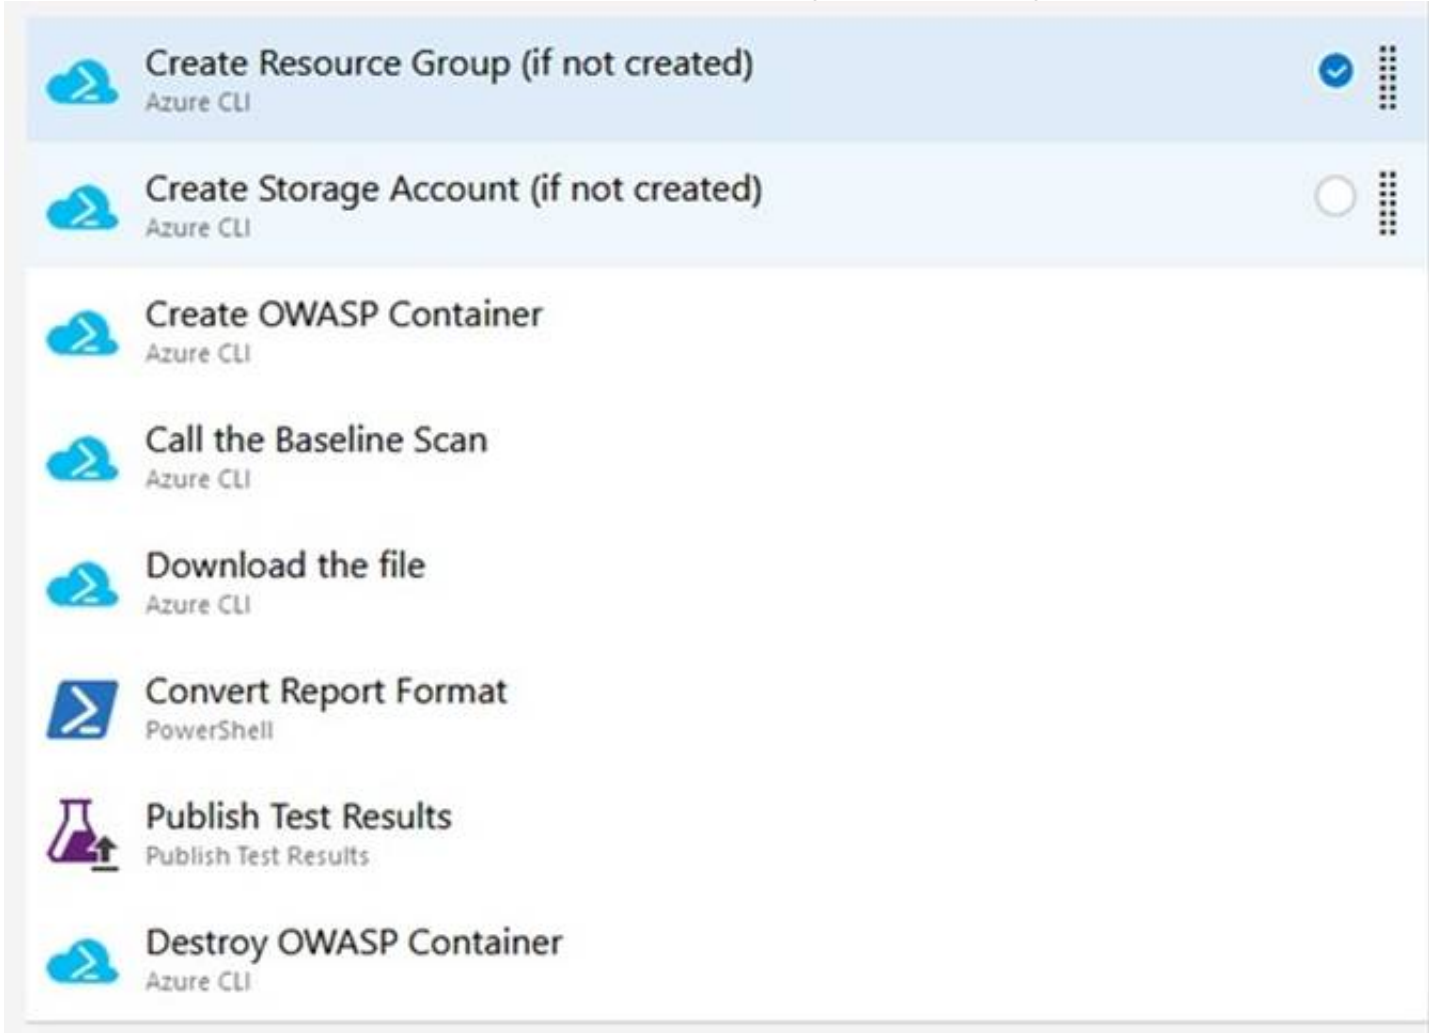 Create Resource Group (if not created)
Azure CLI
Create Storage Account (if not created)
Azure CLI
Create OWASP Container
Azure CLI
Call the Baseline Scan
Azure CLI
Download the file
Azure CLI
Convert Report Format
PowerShell
Publish Test Results
Publish Test Results
Destroy OWASP Container
Azure CLI